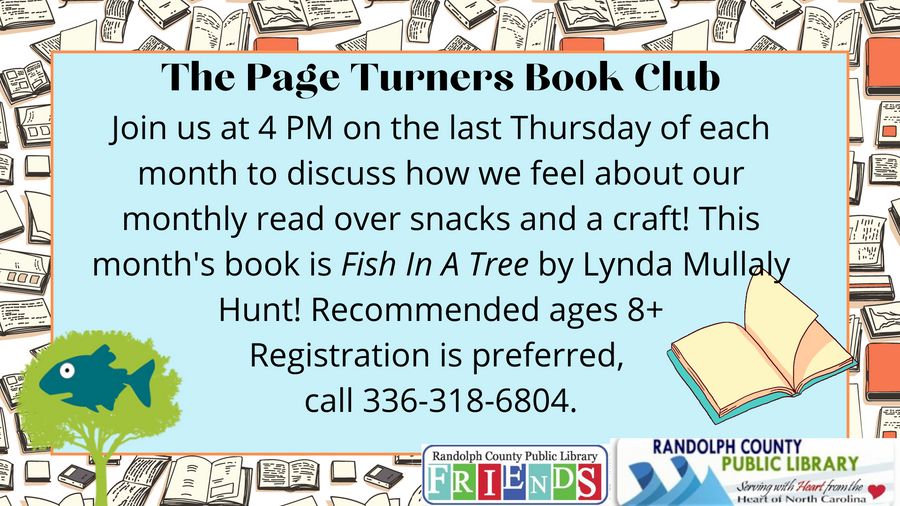 The Page Turners Book Club
Join us at 4 PM on the last Thursday of each
month to discuss how we feel about our
monthly read over snacks and a craft! This
month's book is Fish In A Tree by Lynda Mullaly
Hunt! Recommended ages 8+
Registration is preferred,
call 336-318-6804.
Randolph County Public Library
FRIENDS
RANDOLPH COUNTY
PUBLIC LIBRARY
Serving with Heart from the
Heart of North Carolina